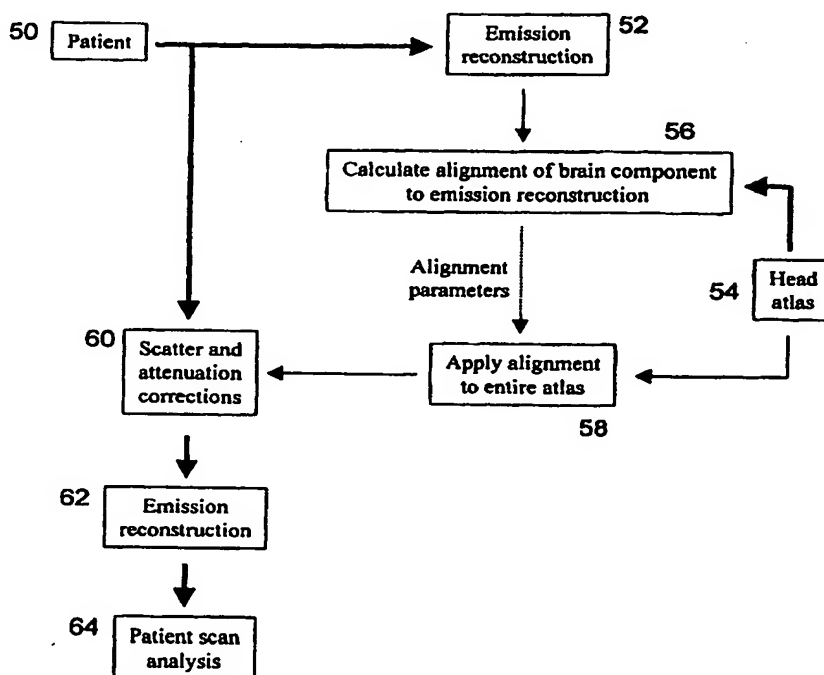 50
Patient
Emission
reconstruction
52
56
Calculate alignment of brain component
to emission reconstruction
Alignment
parameters
54
Head
atlas
60
Scatter and
attenuation
corrections
Apply alignment
to entire atlas
58
62
Emission
reconstruction
64
Patient scan
analysis